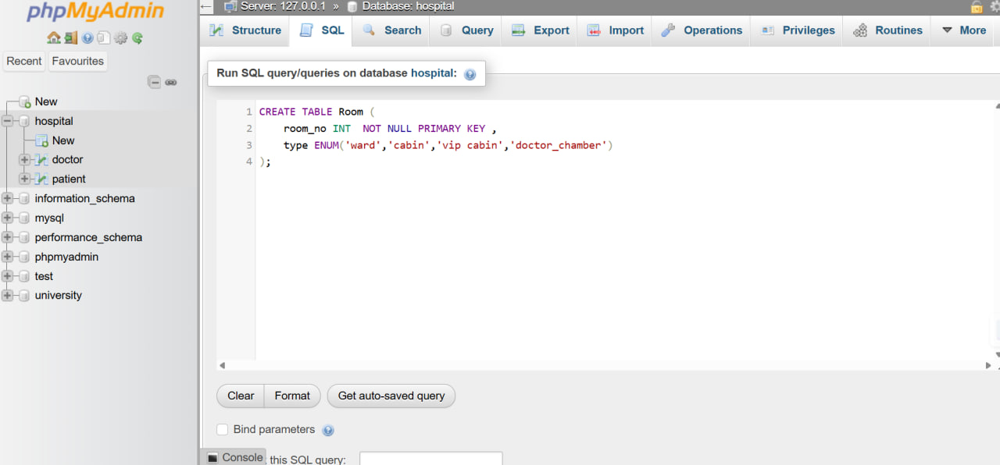 phpMyAdmin
Recent Favourites
New
hospital
New
doctor
patient
information_schema
mysql
performance_schema
phpmyadmin
test
university
Server: 127.0.0.1 » Database: hospital
Structure SQL Search Query Export Import Operations Privileges Routines More
Run SQL query/queries on database hospital:
1 CREATE TABLE Room (
2 room_no INT  NOT NULL PRIMARY KEY ,
3 type ENUM('ward','cabin','vip cabin','doctor_chamber')
4 );
Clear Format Get auto-saved query
Bind parameters
Console this SQL query: